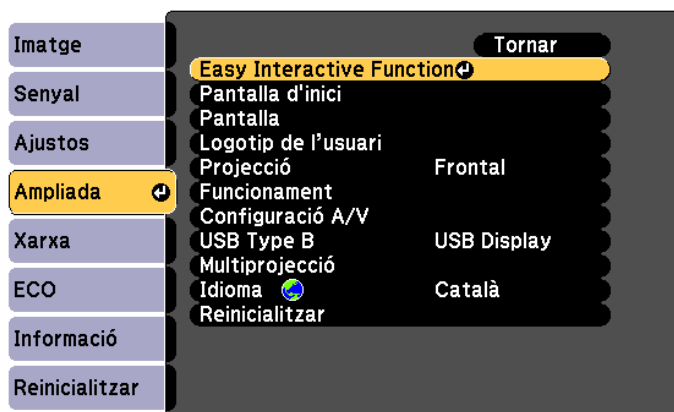 Imatge
Senyal
Ajustos
Ampliada
Xarxa
ECO
Informació
Reinicialitzar
Tornar
Easy Interactive Function
Pantalla d'inici
Pantalla
Logotip de l’usuari
Projecció Frontal
Funcionament
Configuració A/V
USB Type B USB Display
Multiprojecció
Idioma Català
Reinicialitzar